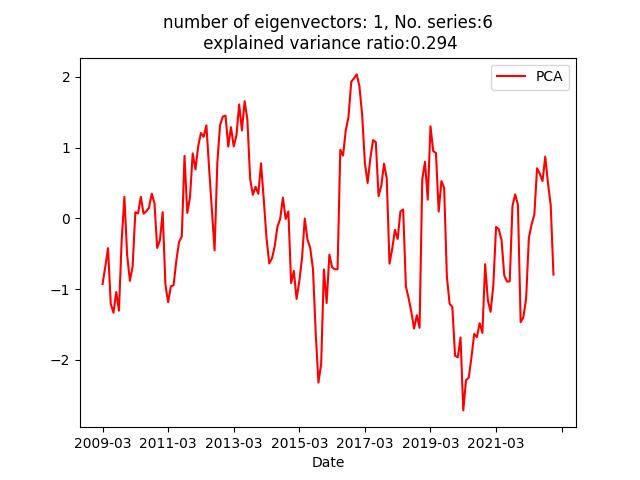 number of eigenvectors: 1, No. series:6
explained variance ratio:0.294
PCA
2
1
0
−1
−2
2009-03 2011-03 2013-03 2015-03 2017-03 2019-03 2021-03
Date